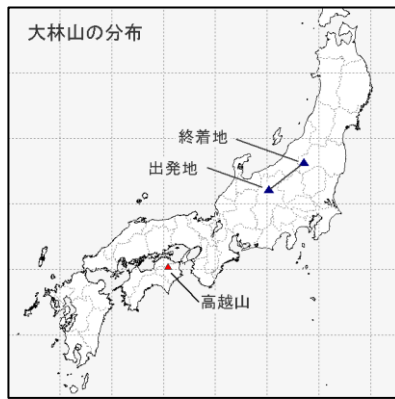 大林山の分布
終着地
出発地
高越山